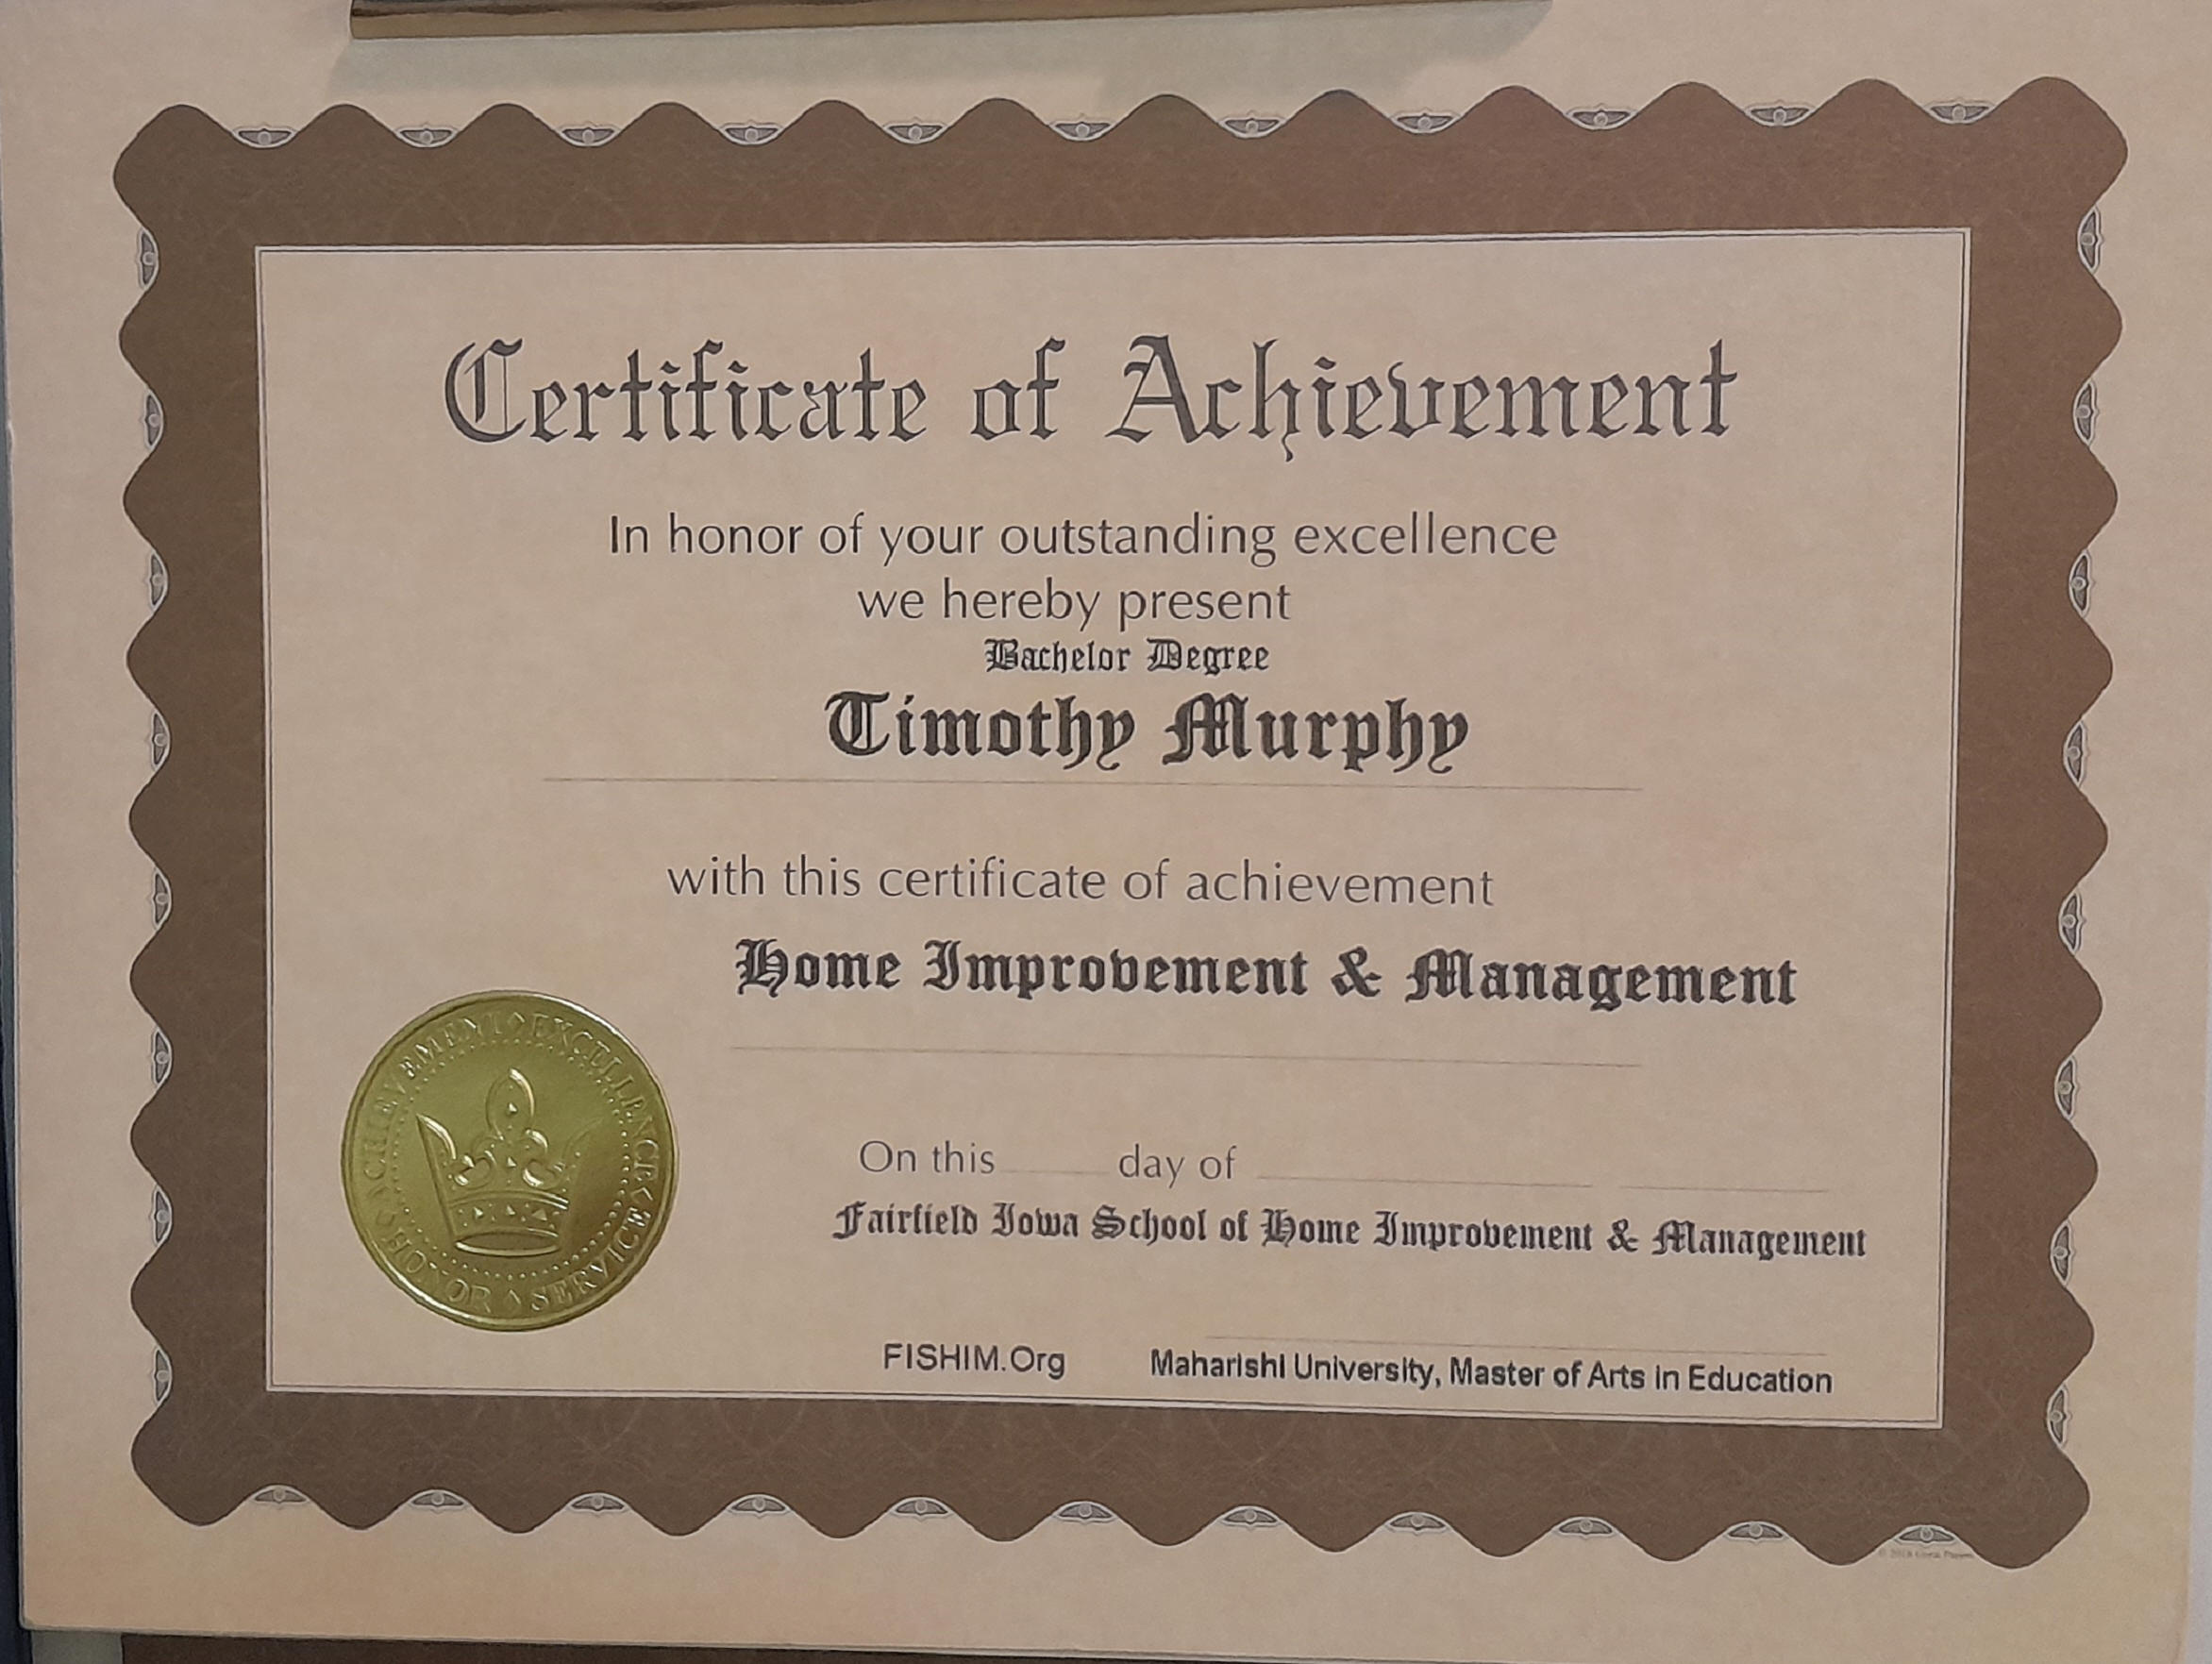 Certificate of Achievement
In honor of your outstanding excellence
we hereby present
Bachelor Degree
Timothy Murphy
with this certificate of achievement
Home Improvement & Management
ACHIEVEMENT EXCELLENCE
HONOR SERVICE
On this day of
Fairfield Iowa School of Home Improvement & Management
FISHIM.Org Maharishi University, Master of Arts in Education